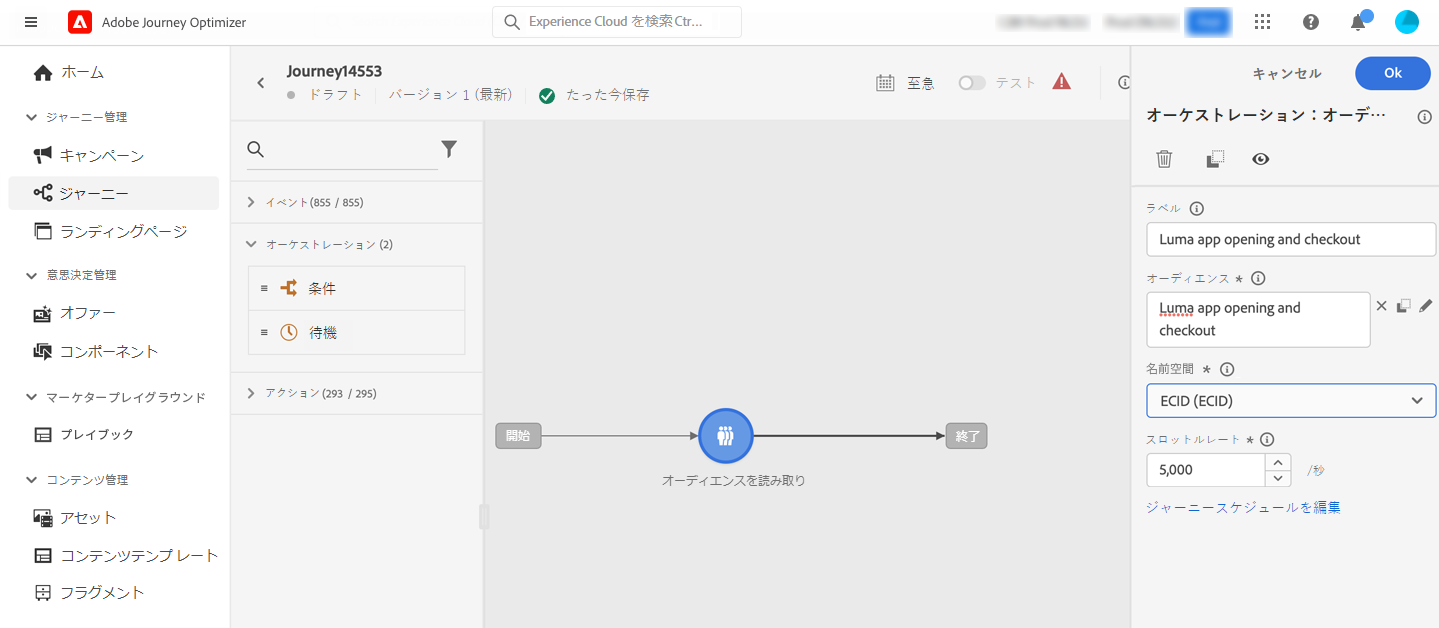 Adobe Journey Optimizer
Experience Cloud を検索Ctr...
ホーム
ジャーニー管理
キャンペーン
ジャーニー
ランディングページ
意思決定管理
オファー
コンポーネント
マーケタープレイグラウンド
プレイブック
コンテンツ管理
アセット
コンテンツテンプレート
フラグメント
Journey14553
ドラフト
バージョン 1 (最新)
たった今保存
至急
テスト
イベント(855 / 855)
オーケストレーション (2)
条件
待機
アクション (293 / 295)
開始
オーディエンスを読み取り
終了
キャンセル
Ok
オーケストレーション：オーデ…
ラベル
Luma app opening and checkout
オーディエンス *
Luma app opening and
checkout
名前空間 *
ECID (ECID)
スロットルレート *
5,000
/秒
ジャーニースケジュールを編集